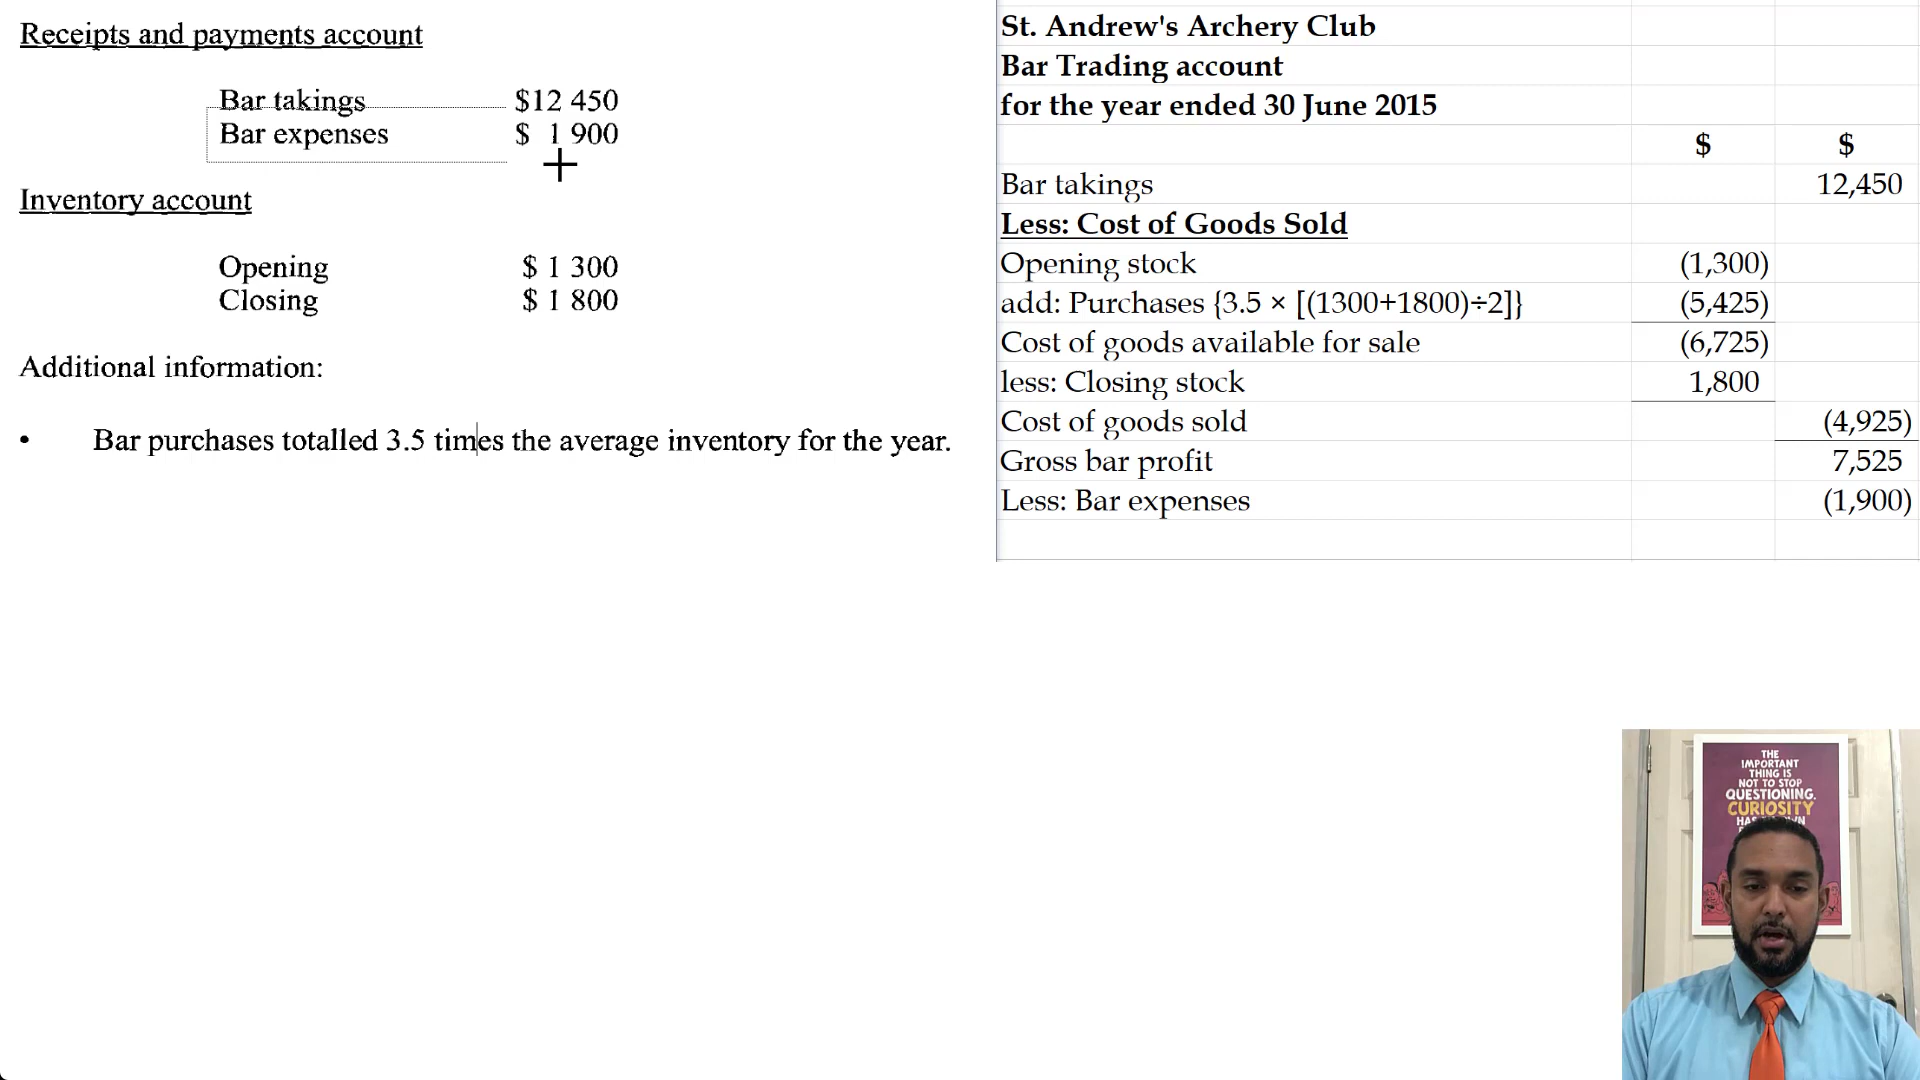 Receipts and payments account
Bar takings $12 450
Bar expenses $ 1 900
Inventory account
Opening $ 1 300
Closing $ 1 800
Additional information:
• Bar purchases totalled 3.5 times the average inventory for the year.
St. Andrew's Archery Club
Bar Trading account
for the year ended 30 June 2015
$ $
Bar takings 12,450
Less: Cost of Goods Sold
Opening stock (1,300)
add: Purchases {3.5 × [(1300+1800)÷2]} (5,425)
Cost of goods available for sale (6,725)
less: Closing stock 1,800
Cost of goods sold (4,925)
Gross bar profit 7,525
Less: Bar expenses (1,900)
THE
IMPORTANT
THING IS
NOT TO STOP
QUESTIONING.
CURIOSITY